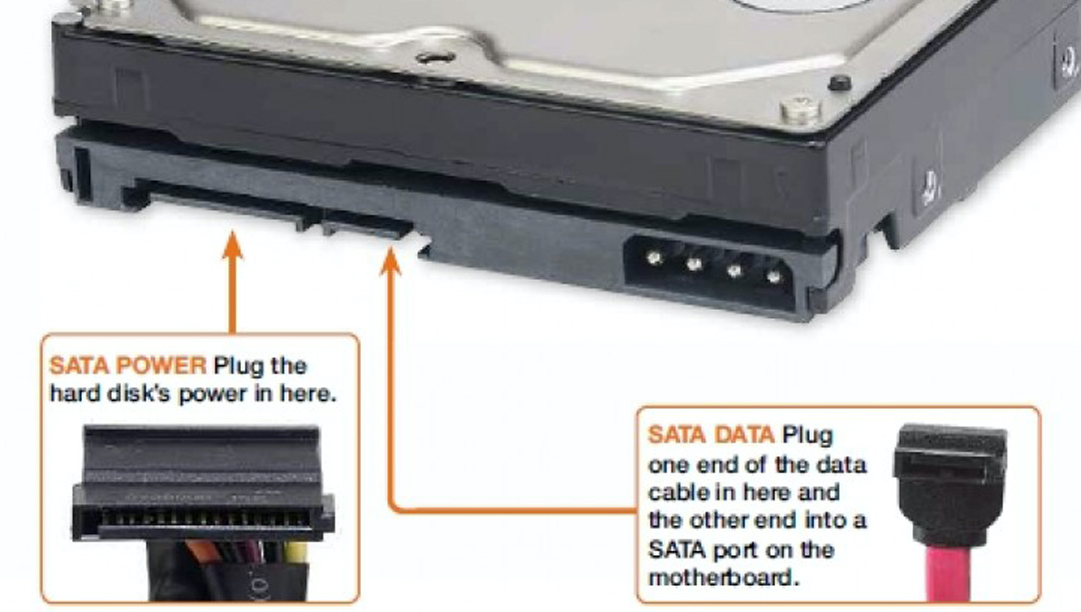 SATA POWER Plug the
hard disk's power in here.
SATA DATA Plug
one end of the data
cable in here and
the other end into a
SATA port on the
motherboard.